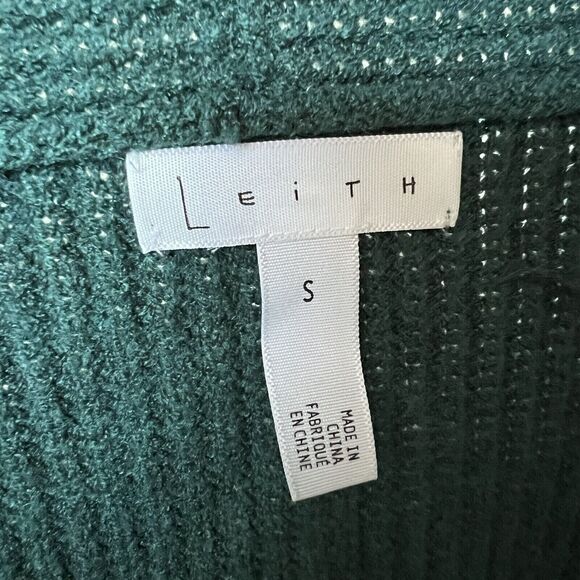 LEiTH
S
MADE IN
CHINA
FABRIQUÉ
EN CHINE